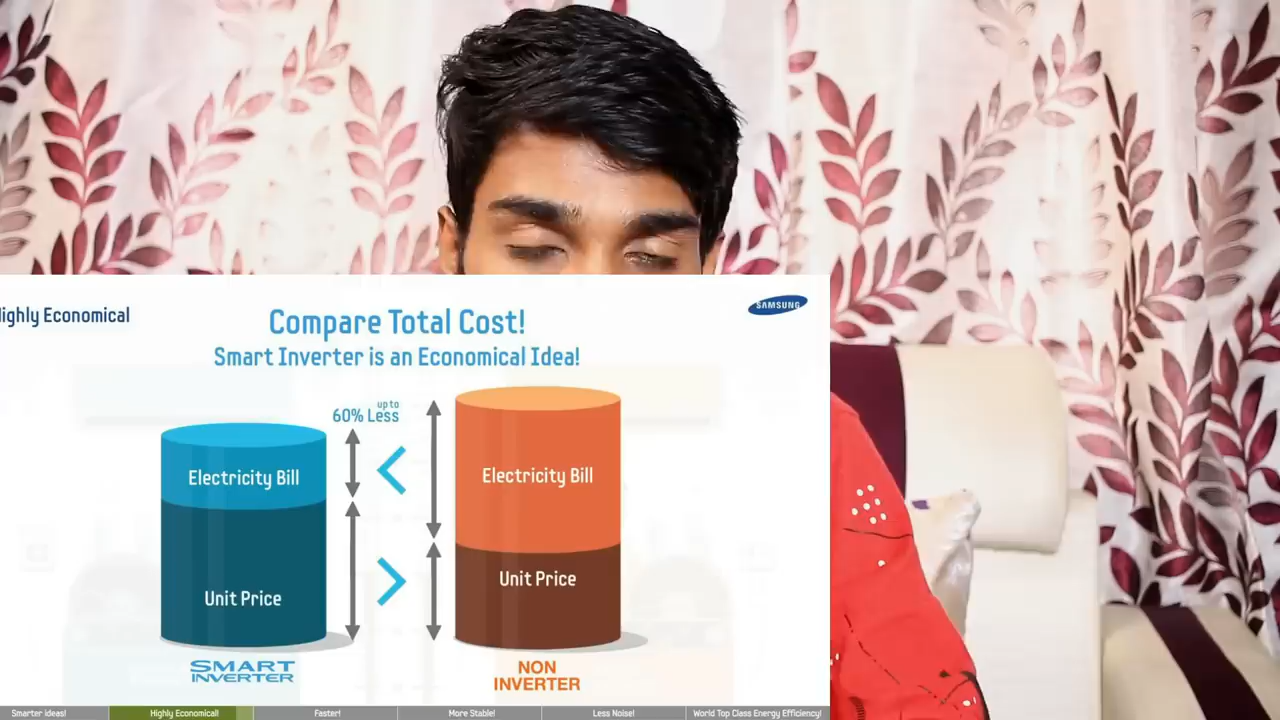 Highly Economical
SAMSUNG
Compare Total Cost!
Smart Inverter is an Economical Idea!
up to
60% Less
Electricity Bill
Electricity Bill
Unit Price
Unit Price
SMART
INVERTER
NON
INVERTER
Smarter ideas!
Highly Economical!
Faster!
More Stable!
Less Noise!
World Top Class Energy Efficiency!